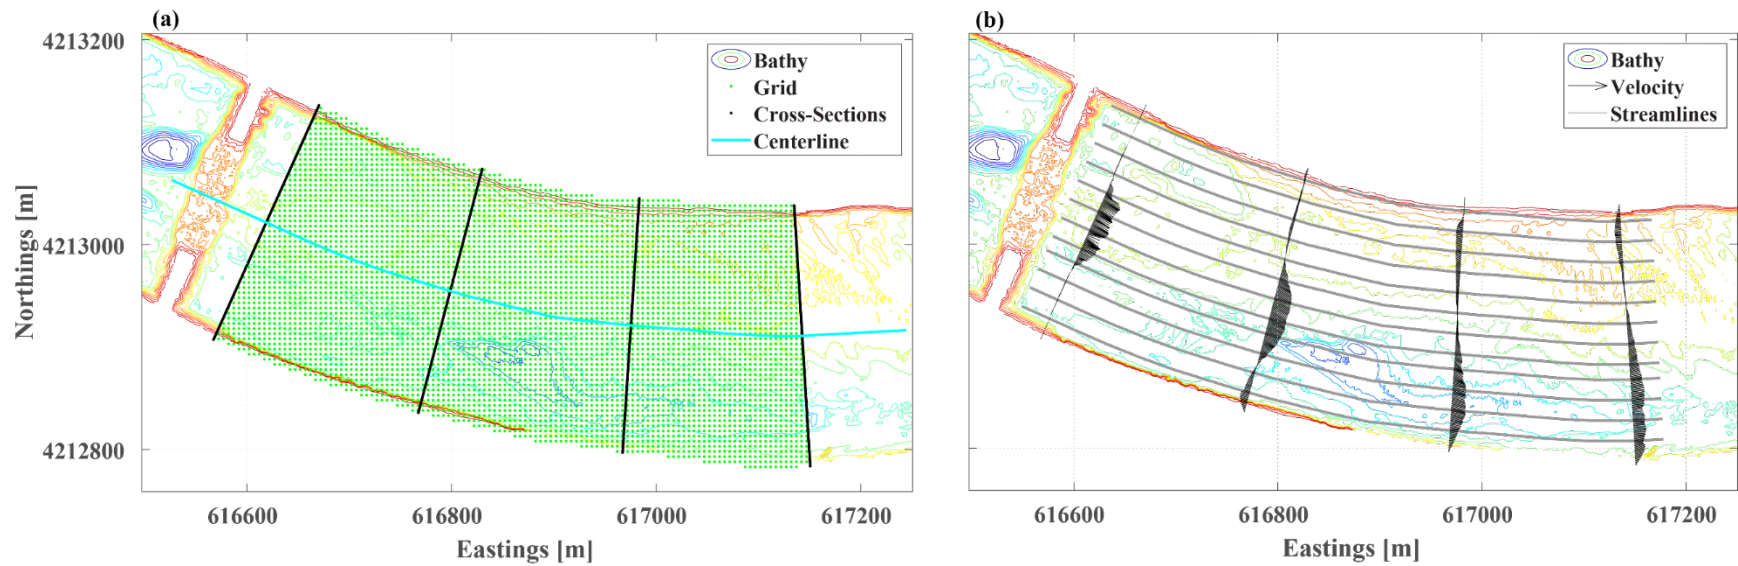 (a)
4213200
4213000
4212800
Northings [m]
Bathy
Grid
Cross-Sections
Centerline
616600 616800 617000 617200
Eastings [m]
(b)
Bathy
Velocity
Streamlines
616600 616800 617000 617200
Eastings [m]